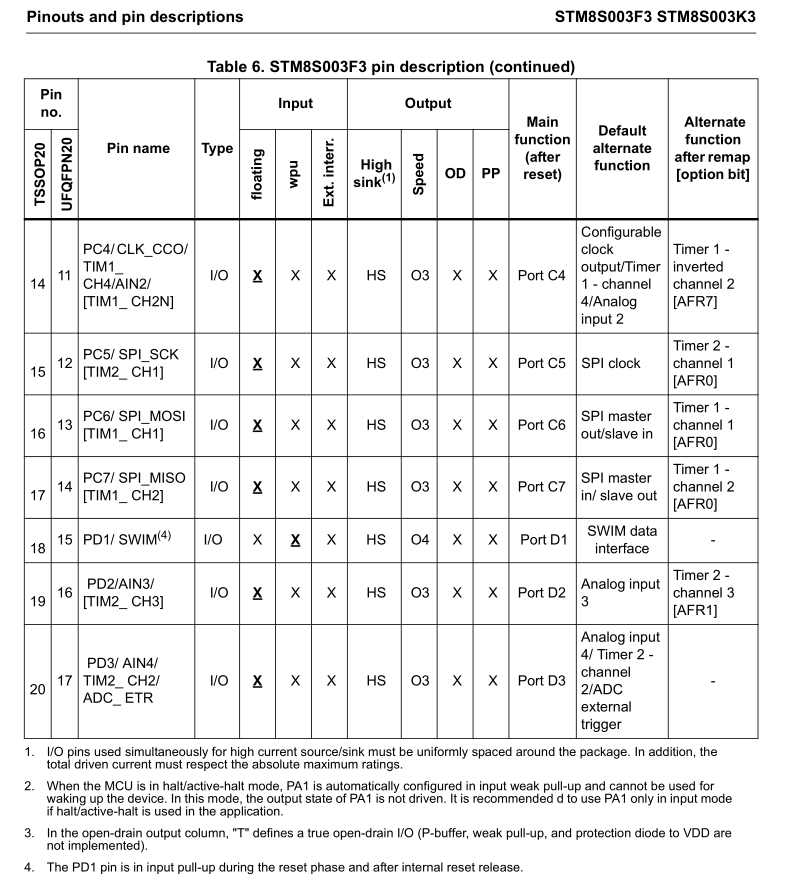 Pinouts and pin descriptions STM8S003F3 STM8S003K3
Table 6. STM8S003F3 pin description (continued)
Pin no. Pin name Type Input Output Main function (after reset) Default alternate function Alternate function after remap [option bit]
TSSOP20 UFQFPN20 floating wpu Ext. interr. High sink(1) Speed OD PP
14 11 PC4/ CLK_CCO/ TIM1_ CH4/AIN2/ [TIM1_ CH2N] I/O X X X HS O3 X X Port C4 Configurable clock output/Timer 1 - channel 4/Analog input 2 Timer 1 - inverted channel 2 [AFR7]
15 12 PC5/ SPI_SCK [TIM2_ CH1] I/O X X X HS O3 X X Port C5 SPI clock Timer 2 - channel 1 [AFR0]
16 13 PC6/ SPI_MOSI [TIM1_ CH1] I/O X X X HS O3 X X Port C6 SPI master out/slave in Timer 1 - channel 1 [AFR0]
17 14 PC7/ SPI_MISO [TIM1_ CH2] I/O X X X HS O3 X X Port C7 SPI master in/ slave out Timer 1 - channel 2 [AFR0]
18 15 PD1/ SWIM(4) I/O X X X HS O4 X X Port D1 SWIM data interface -
19 16 PD2/AIN3/ [TIM2_ CH3] I/O X X X HS O3 X X Port D2 Analog input 3 Timer 2 - channel 3 [AFR1]
20 17 PD3/ AIN4/ TIM2_ CH2/ ADC_ ETR I/O X X X HS O3 X X Port D3 Analog input 4/ Timer 2 - channel 2/ADC external trigger -
1. I/O pins used simultaneously for high current source/sink must be uniformly spaced around the package. In addition, the
total driven current must respect the absolute maximum ratings.
2. When the MCU is in halt/active-halt mode, PA1 is automatically configured in input weak pull-up and cannot be used for
waking up the device. In this mode, the output state of PA1 is not driven. It is recommended d to use PA1 only in input mode
if halt/active-halt is used in the application.
3. In the open-drain output column, "T" defines a true open-drain I/O (P-buffer, weak pull-up, and protection diode to VDD are
not implemented).
4. The PD1 pin is in input pull-up during the reset phase and after internal reset release.